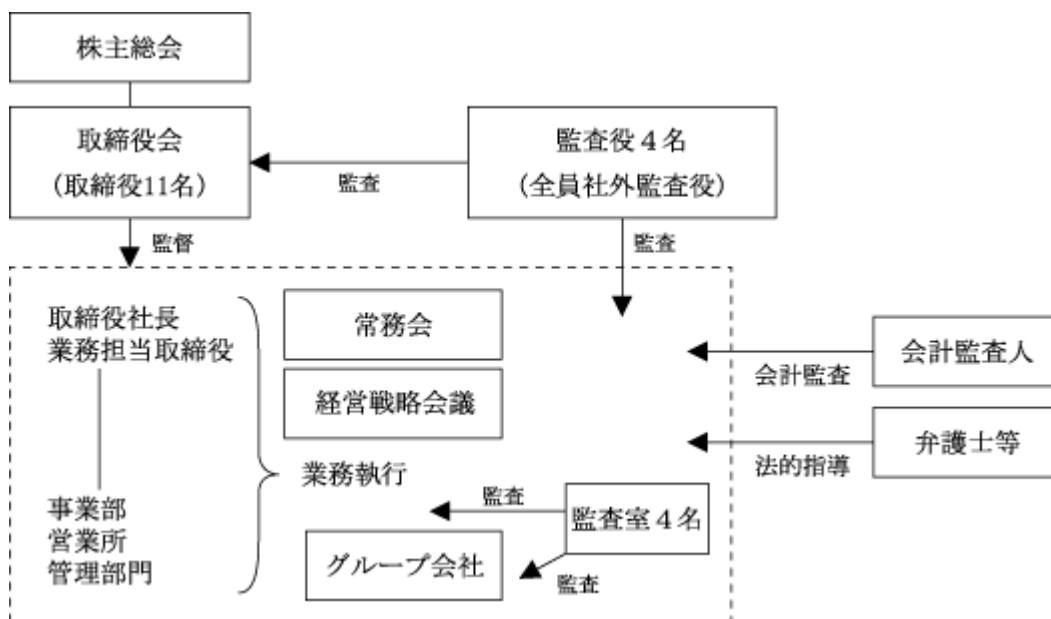 株主総会
取締役会
(取締役11名)
監査役4名
(全員社外監査役)
監査
監督
監査
取締役社長
業務担当取締役
常務会
経営戦略会議
会計監査人
会計監査
弁護士等
法的指導
業務執行
監査
監査室4名
事業部
営業所
管理部門
グループ会社
監査